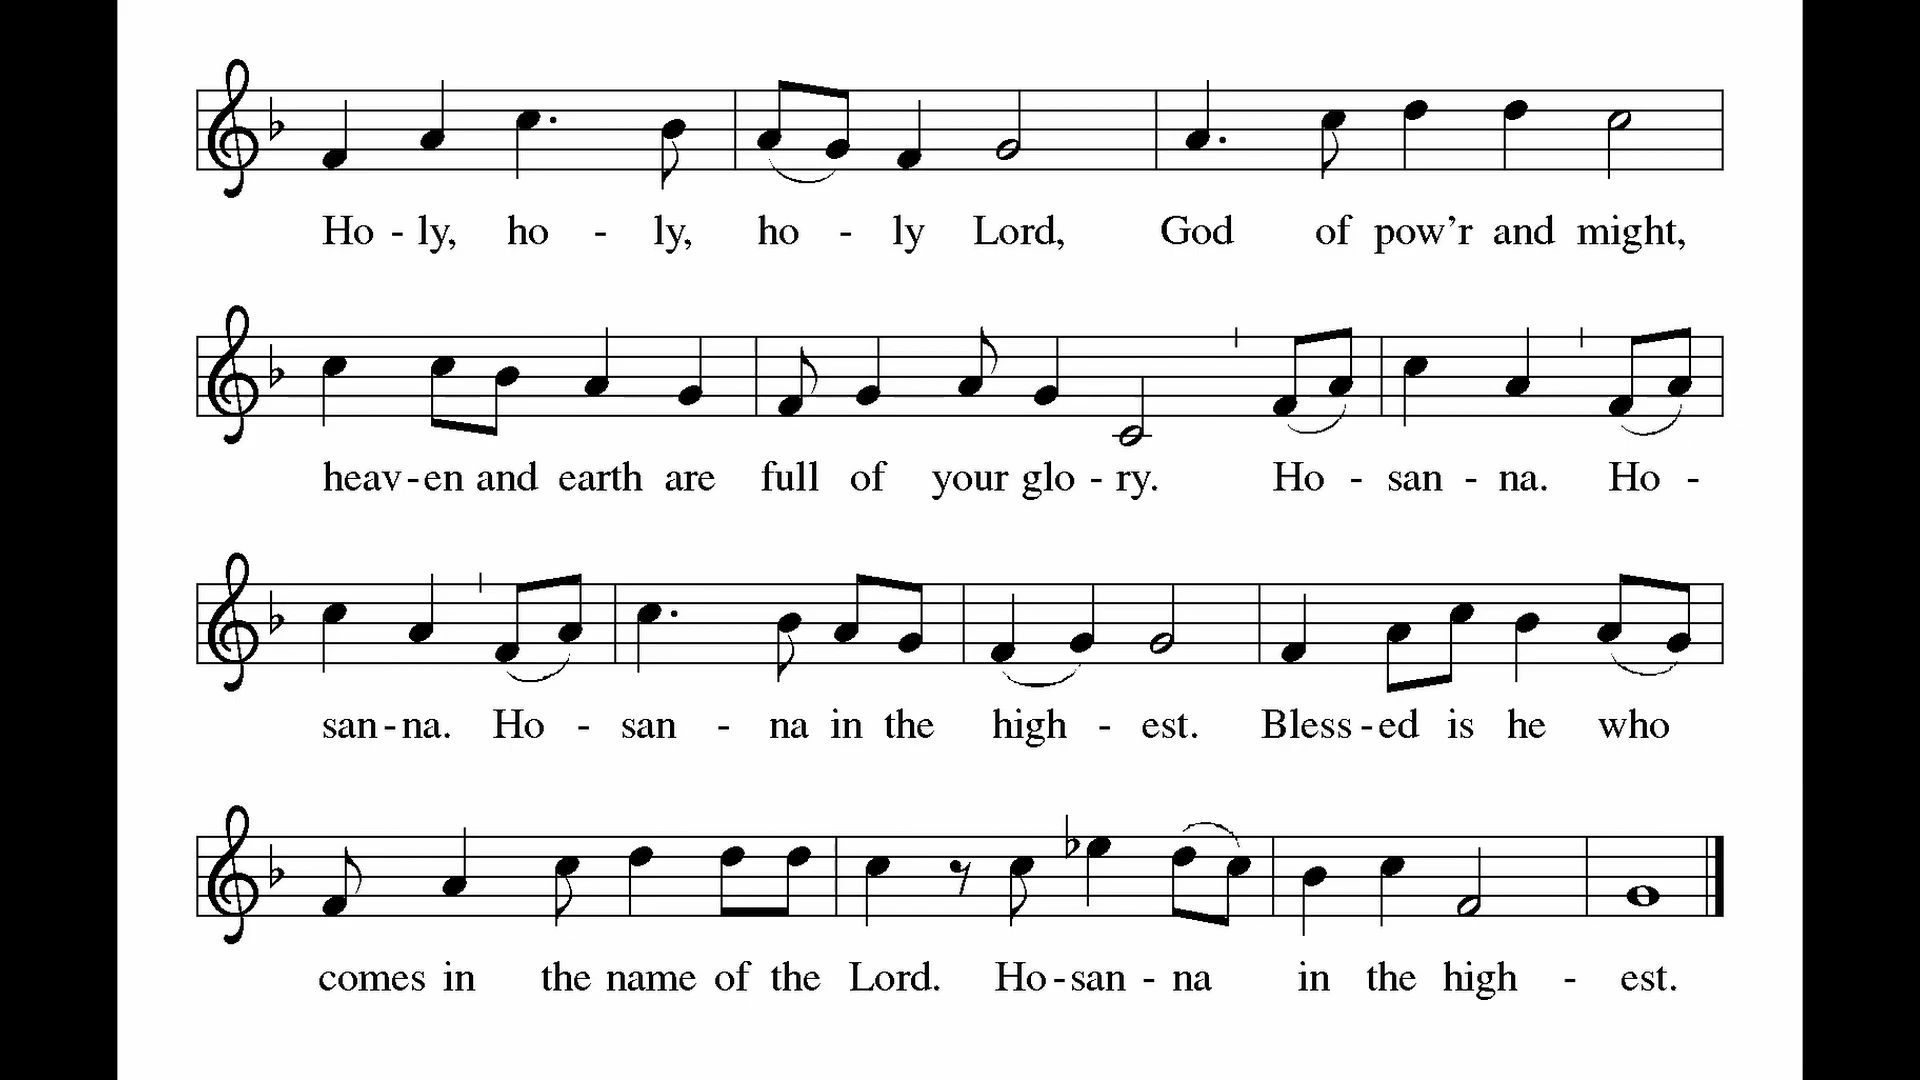 Ho - ly, ho - ly, ho - ly Lord, God of pow’r and might,
heav - en and earth are full of your glo - ry. Ho - san - na. Ho -
san - na. Ho - san - na in the high - est. Bless - ed is he who
comes in the name of the Lord. Ho - san - na in the high - est.